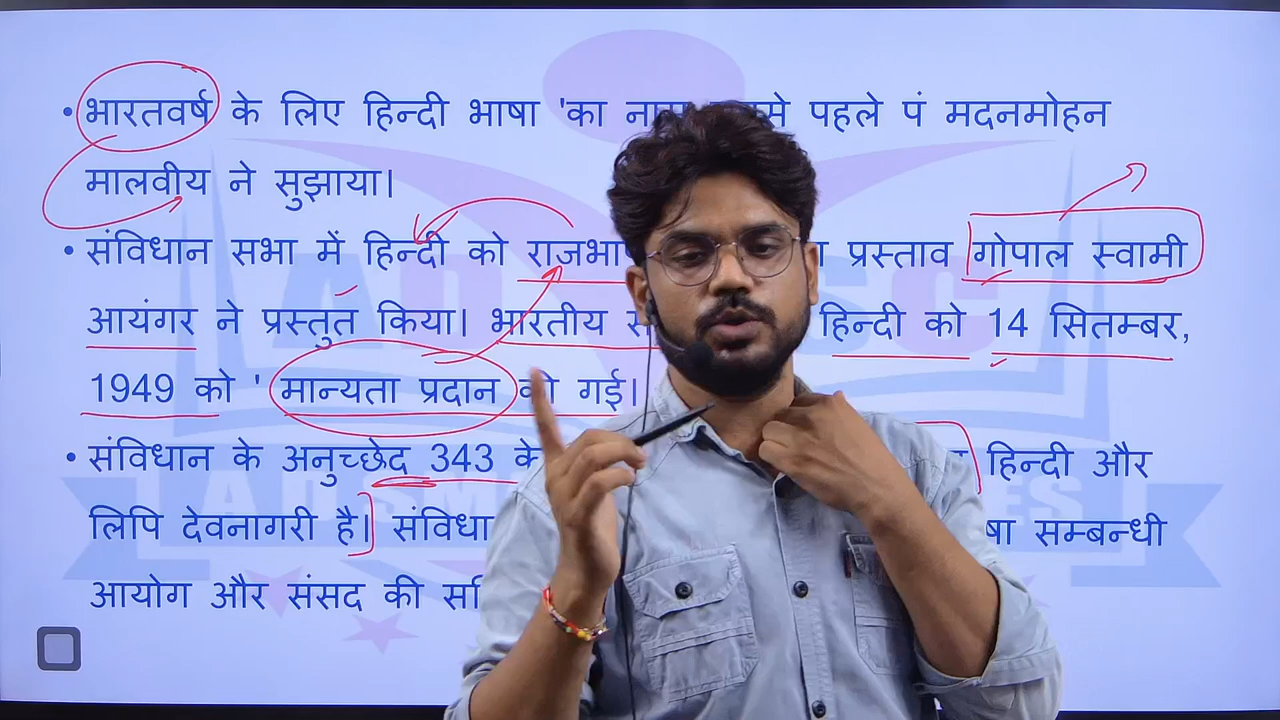 • भारतवर्ष के लिए हिन्दी भाषा 'का पहले पं मदनमोहन
मालवीय ने सुझाया।
• संविधान सभा में हिन्दी को प्रस्ताव गोपाल स्वामी
आयंगर ने प्रस्तुत किया। भारतीय हिन्दी को 14 सितम्बर,
1949 को ' मान्यता प्रदान की गई।
• संविधान के अनुच्छेद 343 के हिन्दी और
लिपि देवनागरी है। सम्बन्धी
आयोग और संसद की